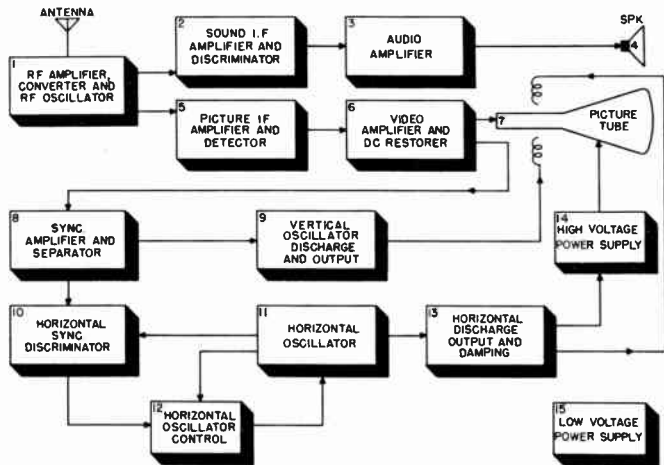 ANTENNA
1
RF AMPLIFIER,
CONVERTER AND
RF OSCILLATOR
2
SOUND I.F
AMPLIFIER AND
DISCRIMINATOR
3
AUDIO
AMPLIFIER
SPK
4
5
PICTURE IF
AMPLIFIER AND
DETECTOR
6
VIDEO
AMPLIFIER AND
DC RESTORER
7
PICTURE
TUBE
8
SYNC
AMPLIFIER AND
SEPARATOR
9
VERTICAL
OSCILLATOR
DISCHARGE
AND OUTPUT
14
HIGH VOLTAGE
POWER SUPPLY
10
HORIZONTAL
SYNC
DISCRIMINATOR
11
HORIZONTAL
OSCILLATOR
13
HORIZONTAL
DISCHARGE
OUTPUT AND
DAMPING
12
HORIZONTAL
OSCILLATOR
CONTROL
15
LOW VOLTAGE
POWER SUPPLY